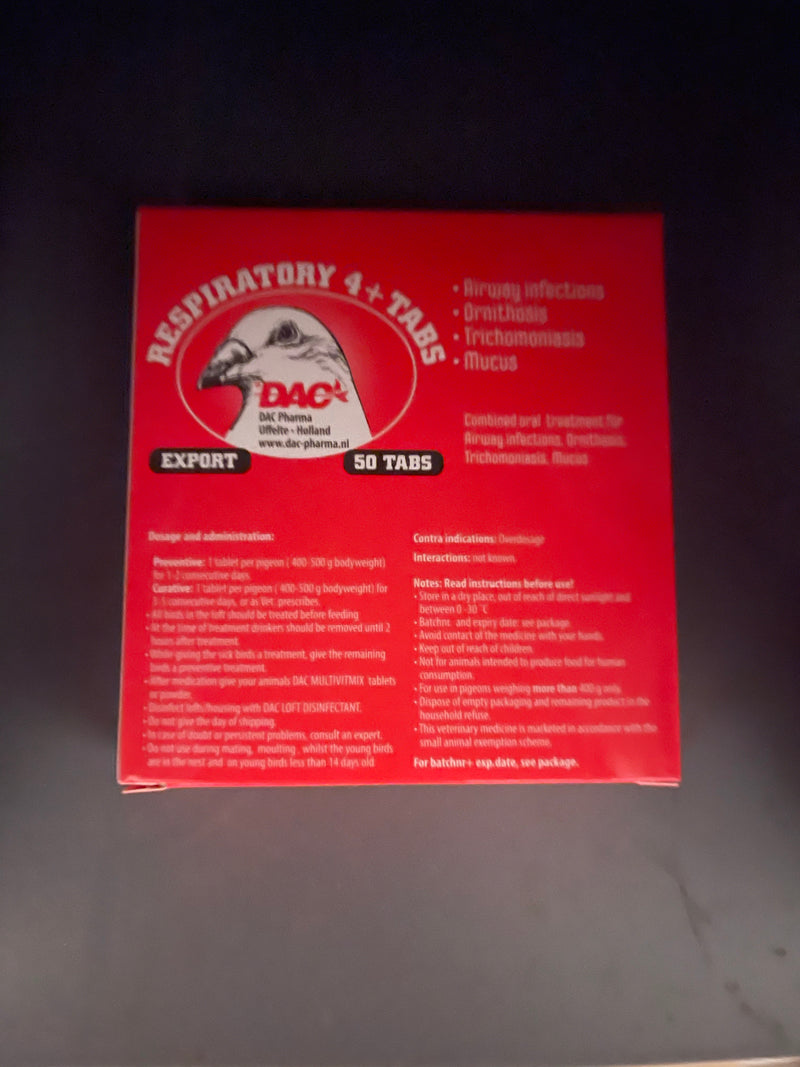 RESPIRATORY 4+ TABS
DAC
DAC Pharma
Uffelte - Holland
www.dac-pharma.nl
EXPORT
50 TABS
• Airway infections
• Ornithosis
• Trichomoniasis
• Mucus
Combined oral treatment for
Airway infections, Ornithosis,
Trichomoniasis, Mucus
Dosage and administration:
Preventive: 1 tablet per pigeon ( 400-500 g bodyweight)
for 1-2 consecutive days.
Curative: 1 tablet per pigeon ( 400-500 g bodyweight) for
3-5 consecutive days, or as Vet. prescribes.
• All birds in the loft should be treated before feeding
• At the time of treatment drinkers should be removed until 2
hours after treatment.
• While giving the sick birds a treatment, give the remaining
birds a preventive treatment.
• After medication give your animals DAC MULTIVITMIX tablets
or powder.
• Disinfect lofts/housing with DAC LOFT DISINFECTANT.
• Do not give the day of shipping.
• In case of doubt or persistent problems, consult an expert.
• Do not use during mating, moulting , whilst the young birds
are in the nest and on young birds less than 14 days old.
Contra indications: Overdosage
Interactions: not known.
Notes: Read instructions before use!
• Store in a dry place, out of reach of direct sunlight and
between 0 -30 °C
• Batchnr. and expiry date: see package.
• Avoid contact of the medicine with your hands.
• Keep out of reach of children.
• Not for animals intended to produce food for human
consumption.
• For use in pigeons weighing more than 400 g only.
• Dispose of empty packaging and remaining product in the
household refuse.
• This veterinary medicine is marketed in accordance with the
small animal exemption scheme.
For batchnr+ exp.date, see package.